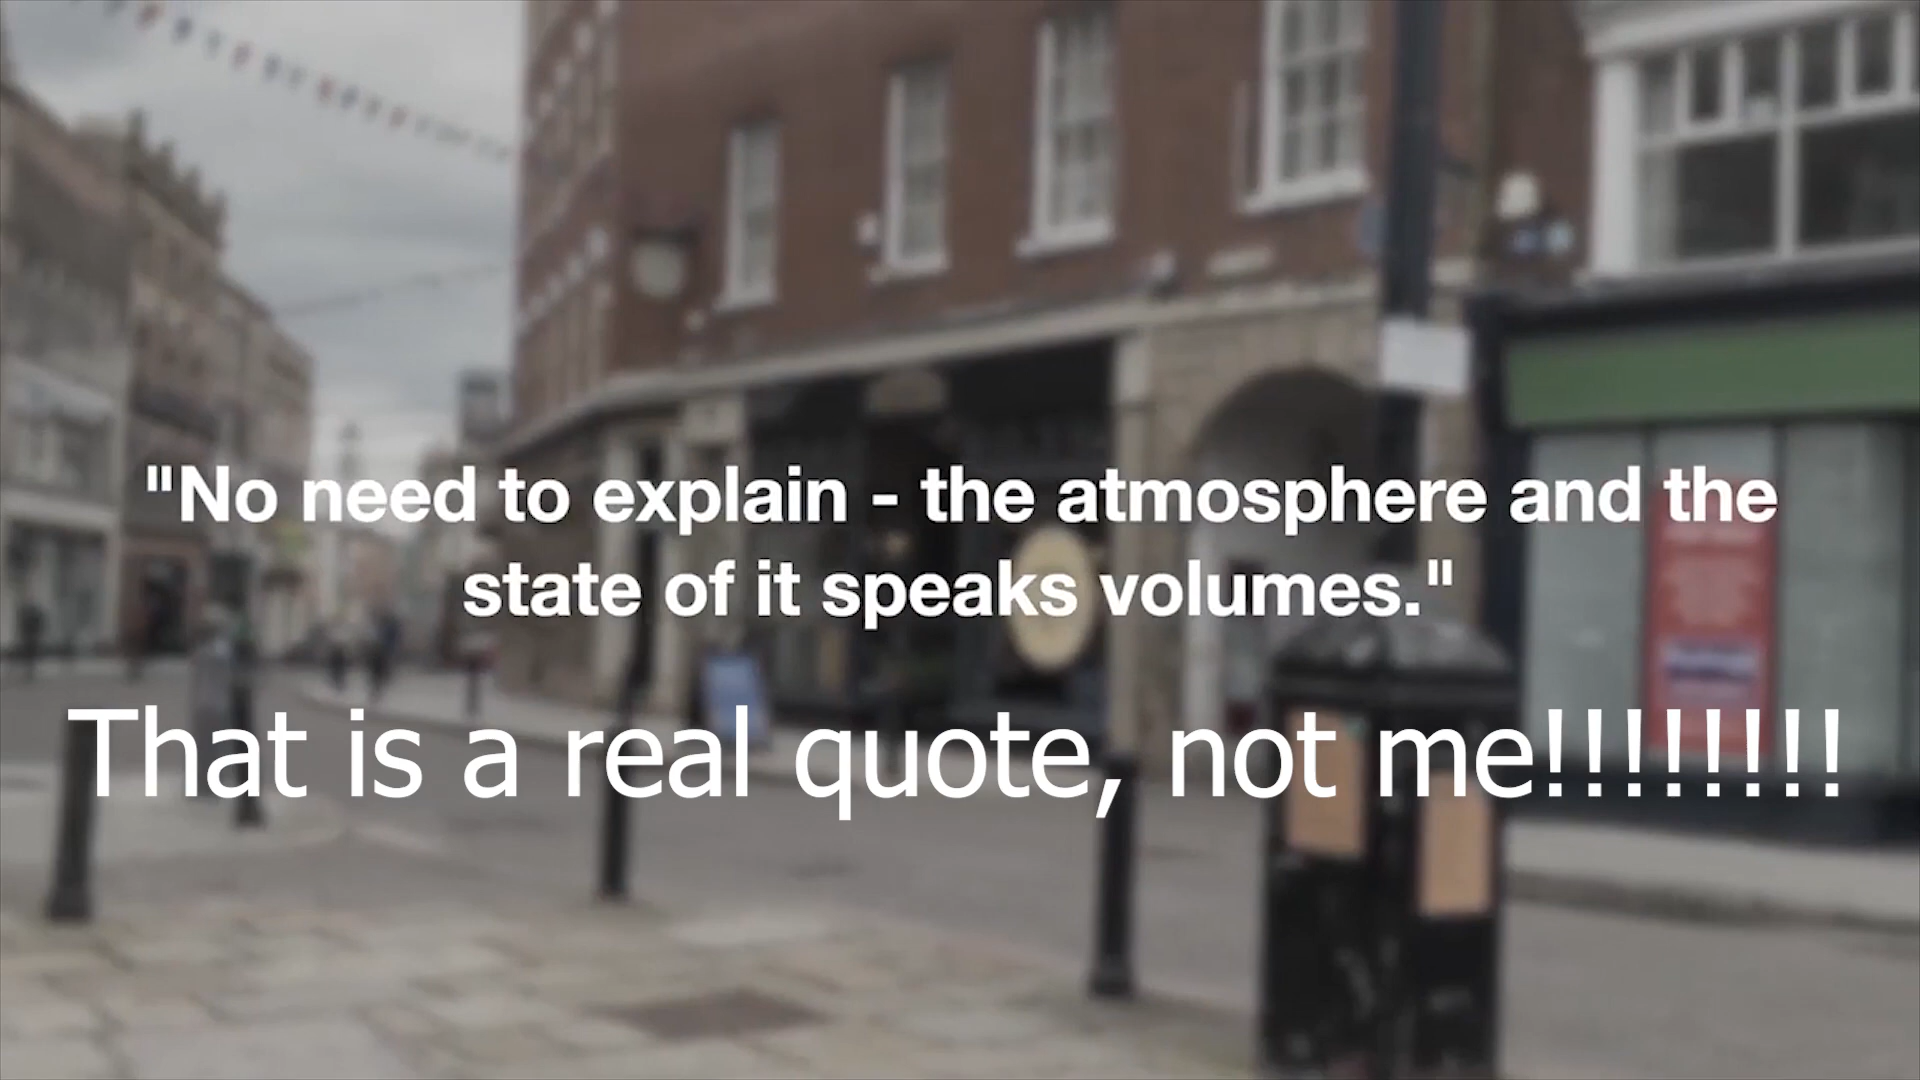 "No need to explain - the atmosphere and the
state of it speaks volumes."
That is a real quote, not me!!!!!!!!